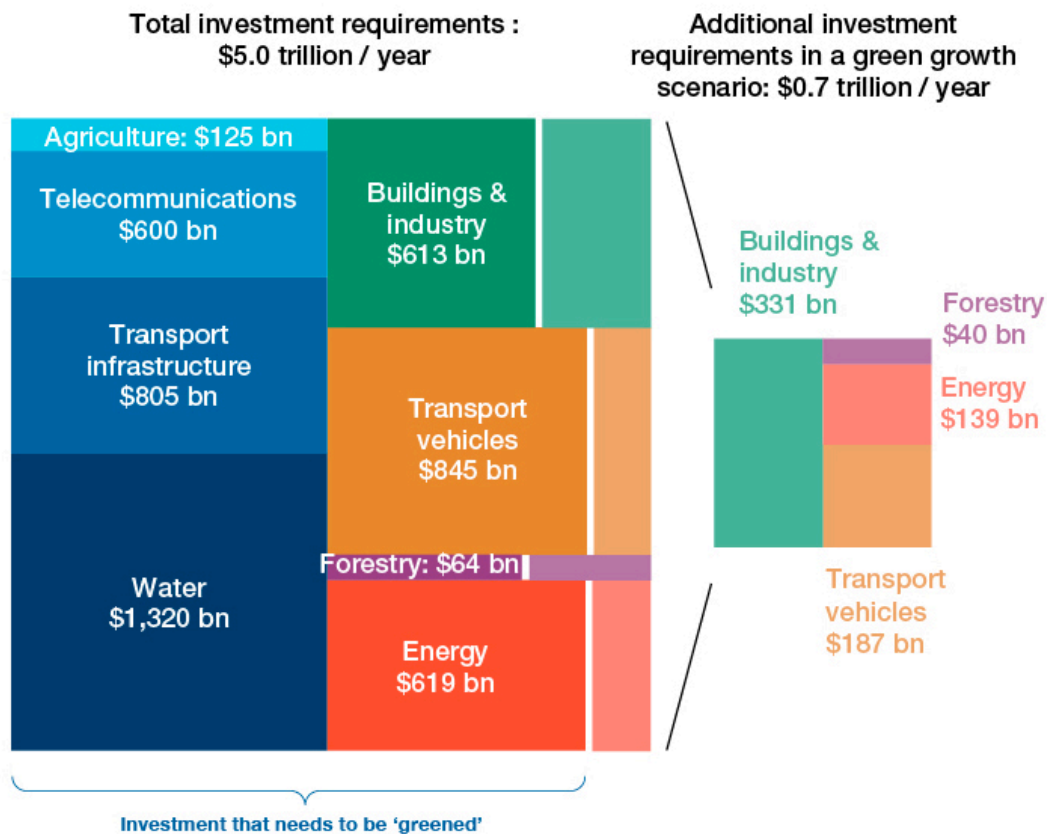 Total investment requirements :
$5.0 trillion / year
Additional investment
requirements in a green growth
scenario: $0.7 trillion / year
Agriculture: $125 bn
Telecommunications
$600 bn
Transport
infrastructure
$805 bn
Water
$1,320 bn
Buildings &
industry
$613 bn
Transport
vehicles
$845 bn
Forestry: $64 bn
Energy
$619 bn
Buildings &
industry
$331 bn
Forestry
$40 bn
Energy
$139 bn
Transport
vehicles
$187 bn
Investment that needs to be ‘greened’